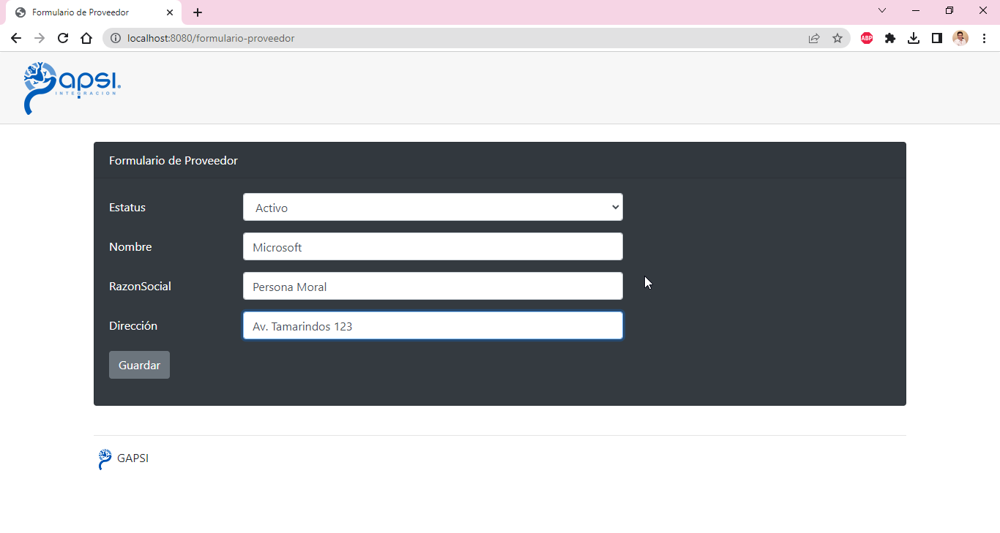 Formulario de Proveedor
localhost:8080/formulario-proveedor
ABP
apsi.
INTEGRACION
Formulario de Proveedor
Estatus Activo
Nombre Microsoft
RazonSocial Persona Moral
Dirección Av. Tamarindos 123
Guardar
GAPSI